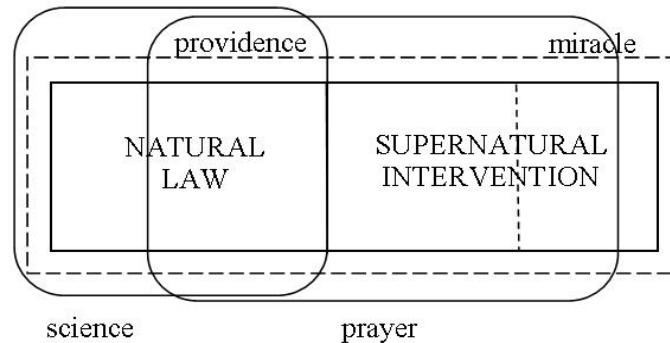 providence
miracle
NATURAL
LAW
SUPERNATURAL
INTERVENTION
science
prayer